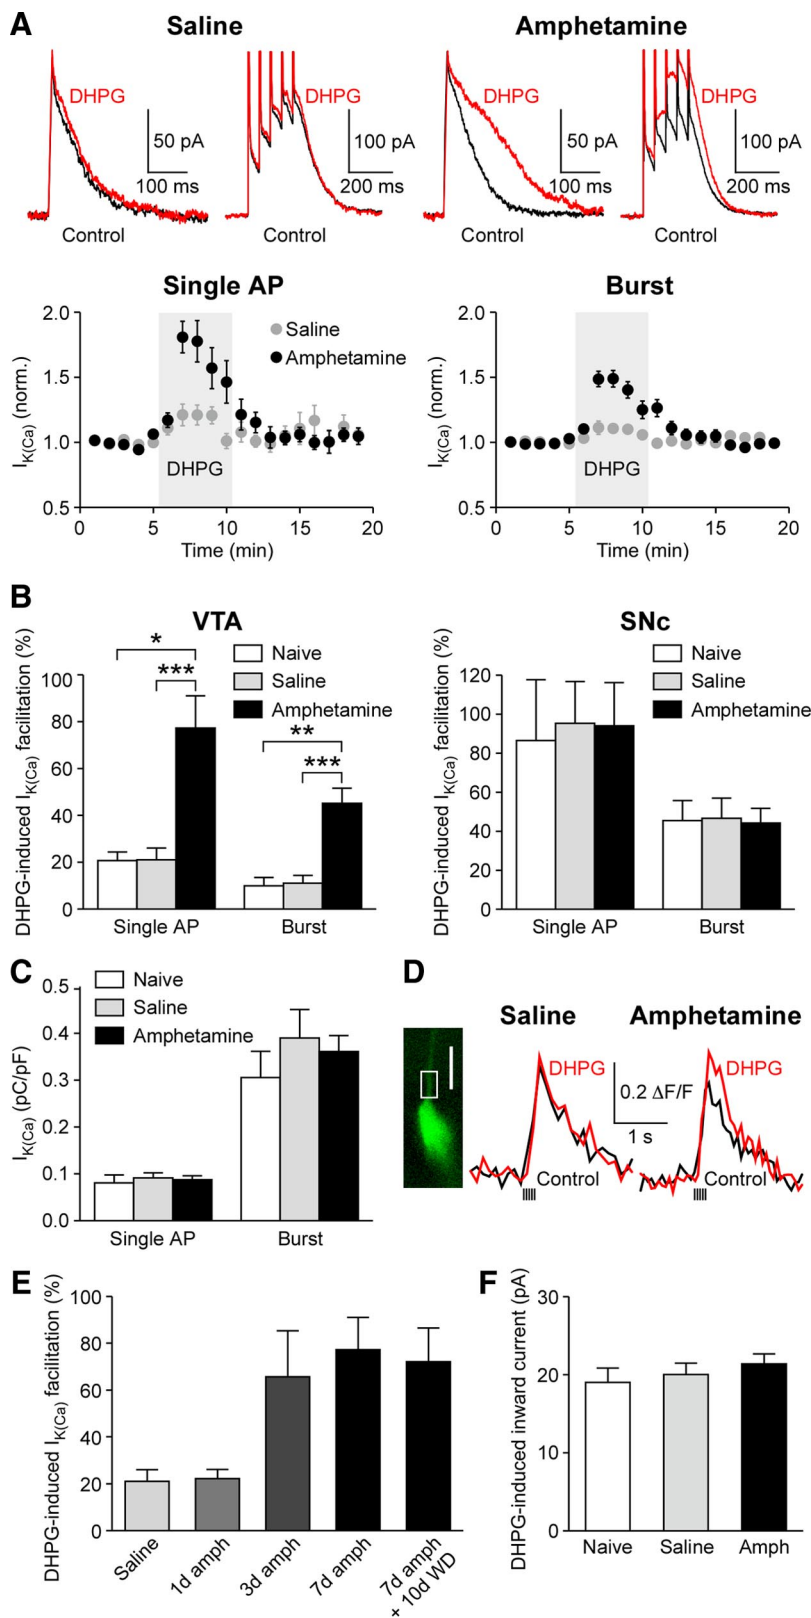 A
Saline
Amphetamine
DHPG
50 pA
100 ms
Control
DHPG
100 pA
200 ms
Control
DHPG
50 pA
100 ms
Control
DHPG
100 pA
200 ms
Control
Single AP
Burst
I K(Ca) (norm.)
2.0
1.5
1.0
0.5
0
5
10
15
20
Time (min)
Saline
Amphetamine
DHPG
I K(Ca) (norm.)
2.0
1.5
1.0
0.5
0
5
10
15
20
Time (min)
DHPG
B
VTA
DHPG-induced I K(Ca) facilitation (%)
100
80
60
40
20
0
*
***
**
***
Naive
Saline
Amphetamine
Single AP
Burst
SNc
DHPG-induced I K(Ca) facilitation (%)
120
100
80
60
40
20
0
Naive
Saline
Amphetamine
Single AP
Burst
C
I K(Ca) (pC/pF)
0.5
0.4
0.3
0.2
0.1
0.0
Naive
Saline
Amphetamine
Single AP
Burst
D
Saline
Amphetamine
DHPG
0.2 ΔF/F
1 s
DHPG
Control
Control
E
DHPG-induced I K(Ca) facilitation (%)
100
80
60
40
20
0
Saline
1d amph
3d amph
7d amph
7d amph
+ 10d WD
F
DHPG-induced inward current (pA)
30
20
10
0
Naive
Saline
Amph